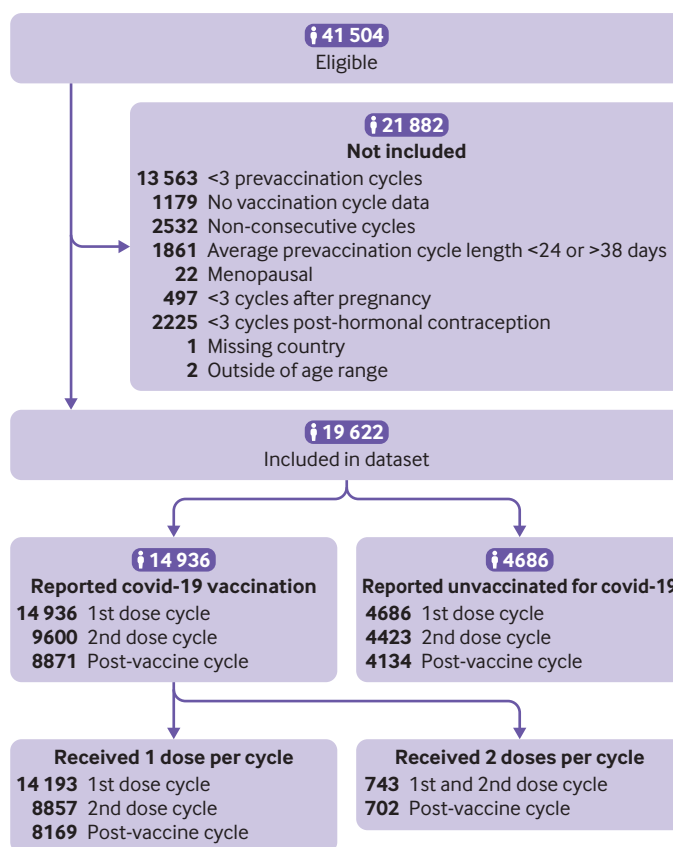 41 504
Eligible
21 882
Not included
13 563 <3 prevaccination cycles
1179 No vaccination cycle data
2532 Non-consecutive cycles
1861 Average prevaccination cycle length <24 or >38 days
22 Menopausal
497 <3 cycles after pregnancy
2225 <3 cycles post-hormonal contraception
1 Missing country
2 Outside of age range
19 622
Included in dataset
14 936
Reported covid-19 vaccination
14 936 1st dose cycle
9600 2nd dose cycle
8871 Post-vaccine cycle
4686
Reported unvaccinated for covid-19
4686 1st dose cycle
4423 2nd dose cycle
4134 Post-vaccine cycle
Received 1 dose per cycle
14 193 1st dose cycle
8857 2nd dose cycle
8169 Post-vaccine cycle
Received 2 doses per cycle
743 1st and 2nd dose cycle
702 Post-vaccine cycle